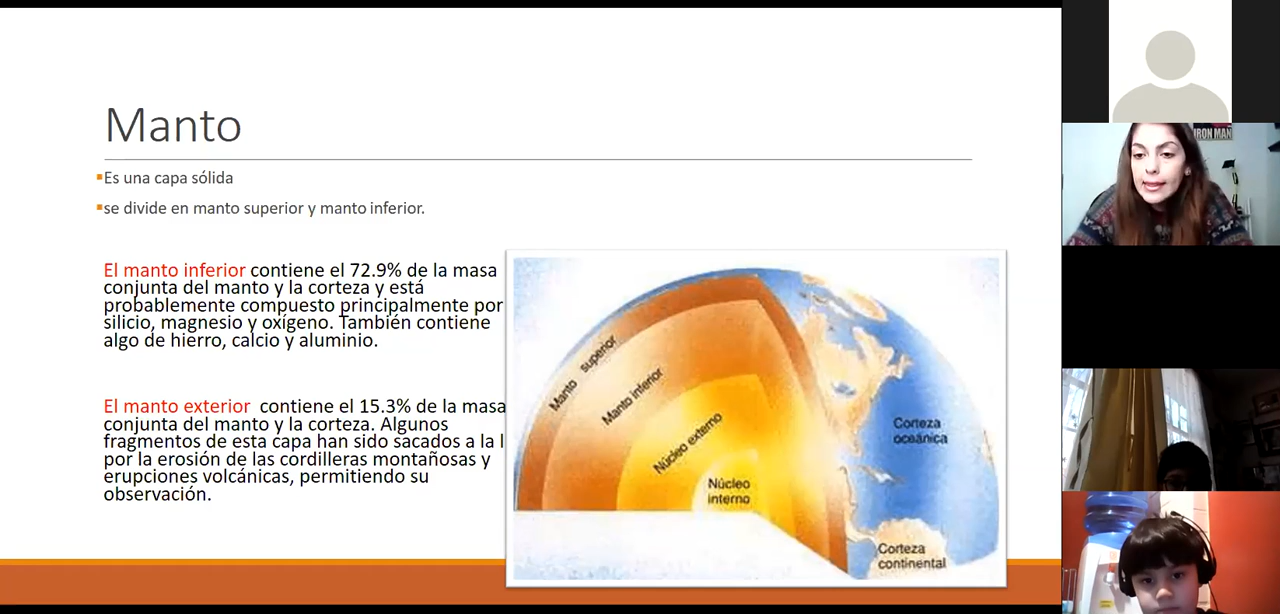 Manto
Es una capa sólida
se divide en manto superior y manto inferior.
El manto inferior contiene el 72.9% de la masa
conjunta del manto y la corteza y está
probablemente compuesto principalmente por
silicio, magnesio y oxígeno. También contiene
algo de hierro, calcio y aluminio.
El manto exterior contiene el 15.3% de la masa
conjunta del manto y la corteza. Algunos
fragmentos de esta capa han sido sacados a la l
por la erosión de las cordilleras montañosas y
erupciones volcánicas, permitiendo su
observación.
Manto superior
Manto inferior
Núcleo externo
Núcleo
interno
Corteza
oceánica
Corteza
continental
IRON MAN